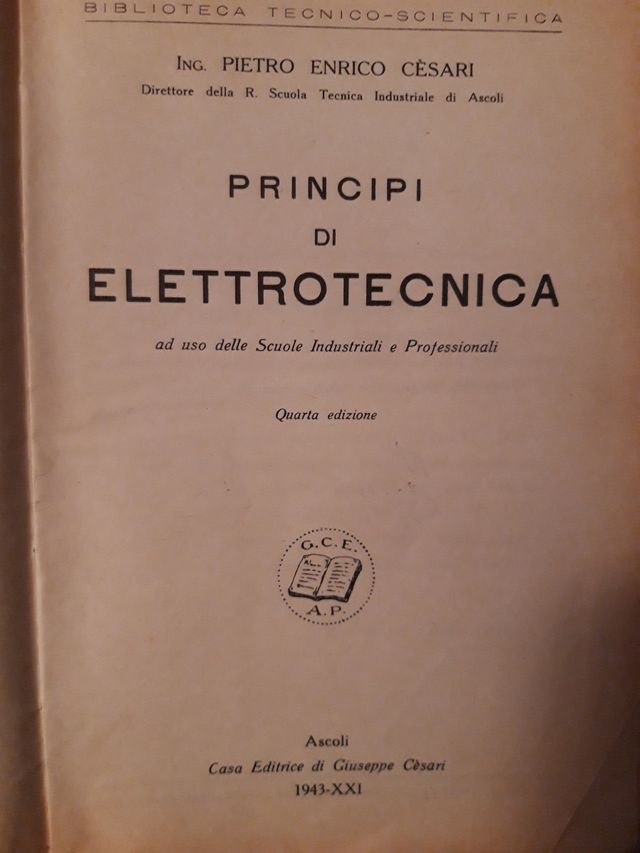 BIBLIOTECA TECNICO-SCIENTIFICA
ING. PIETRO ENRICO CÈSARI
Direttore della R. Scuola Tecnica Industriale di Ascoli
PRINCIPI
DI
ELETTROTECNICA
ad uso delle Scuole Industriali e Professionali
Quarta edizione
G.C.E.
A.P.
Ascoli
Casa Editrice di Giuseppe Cèsari
1943-XXI